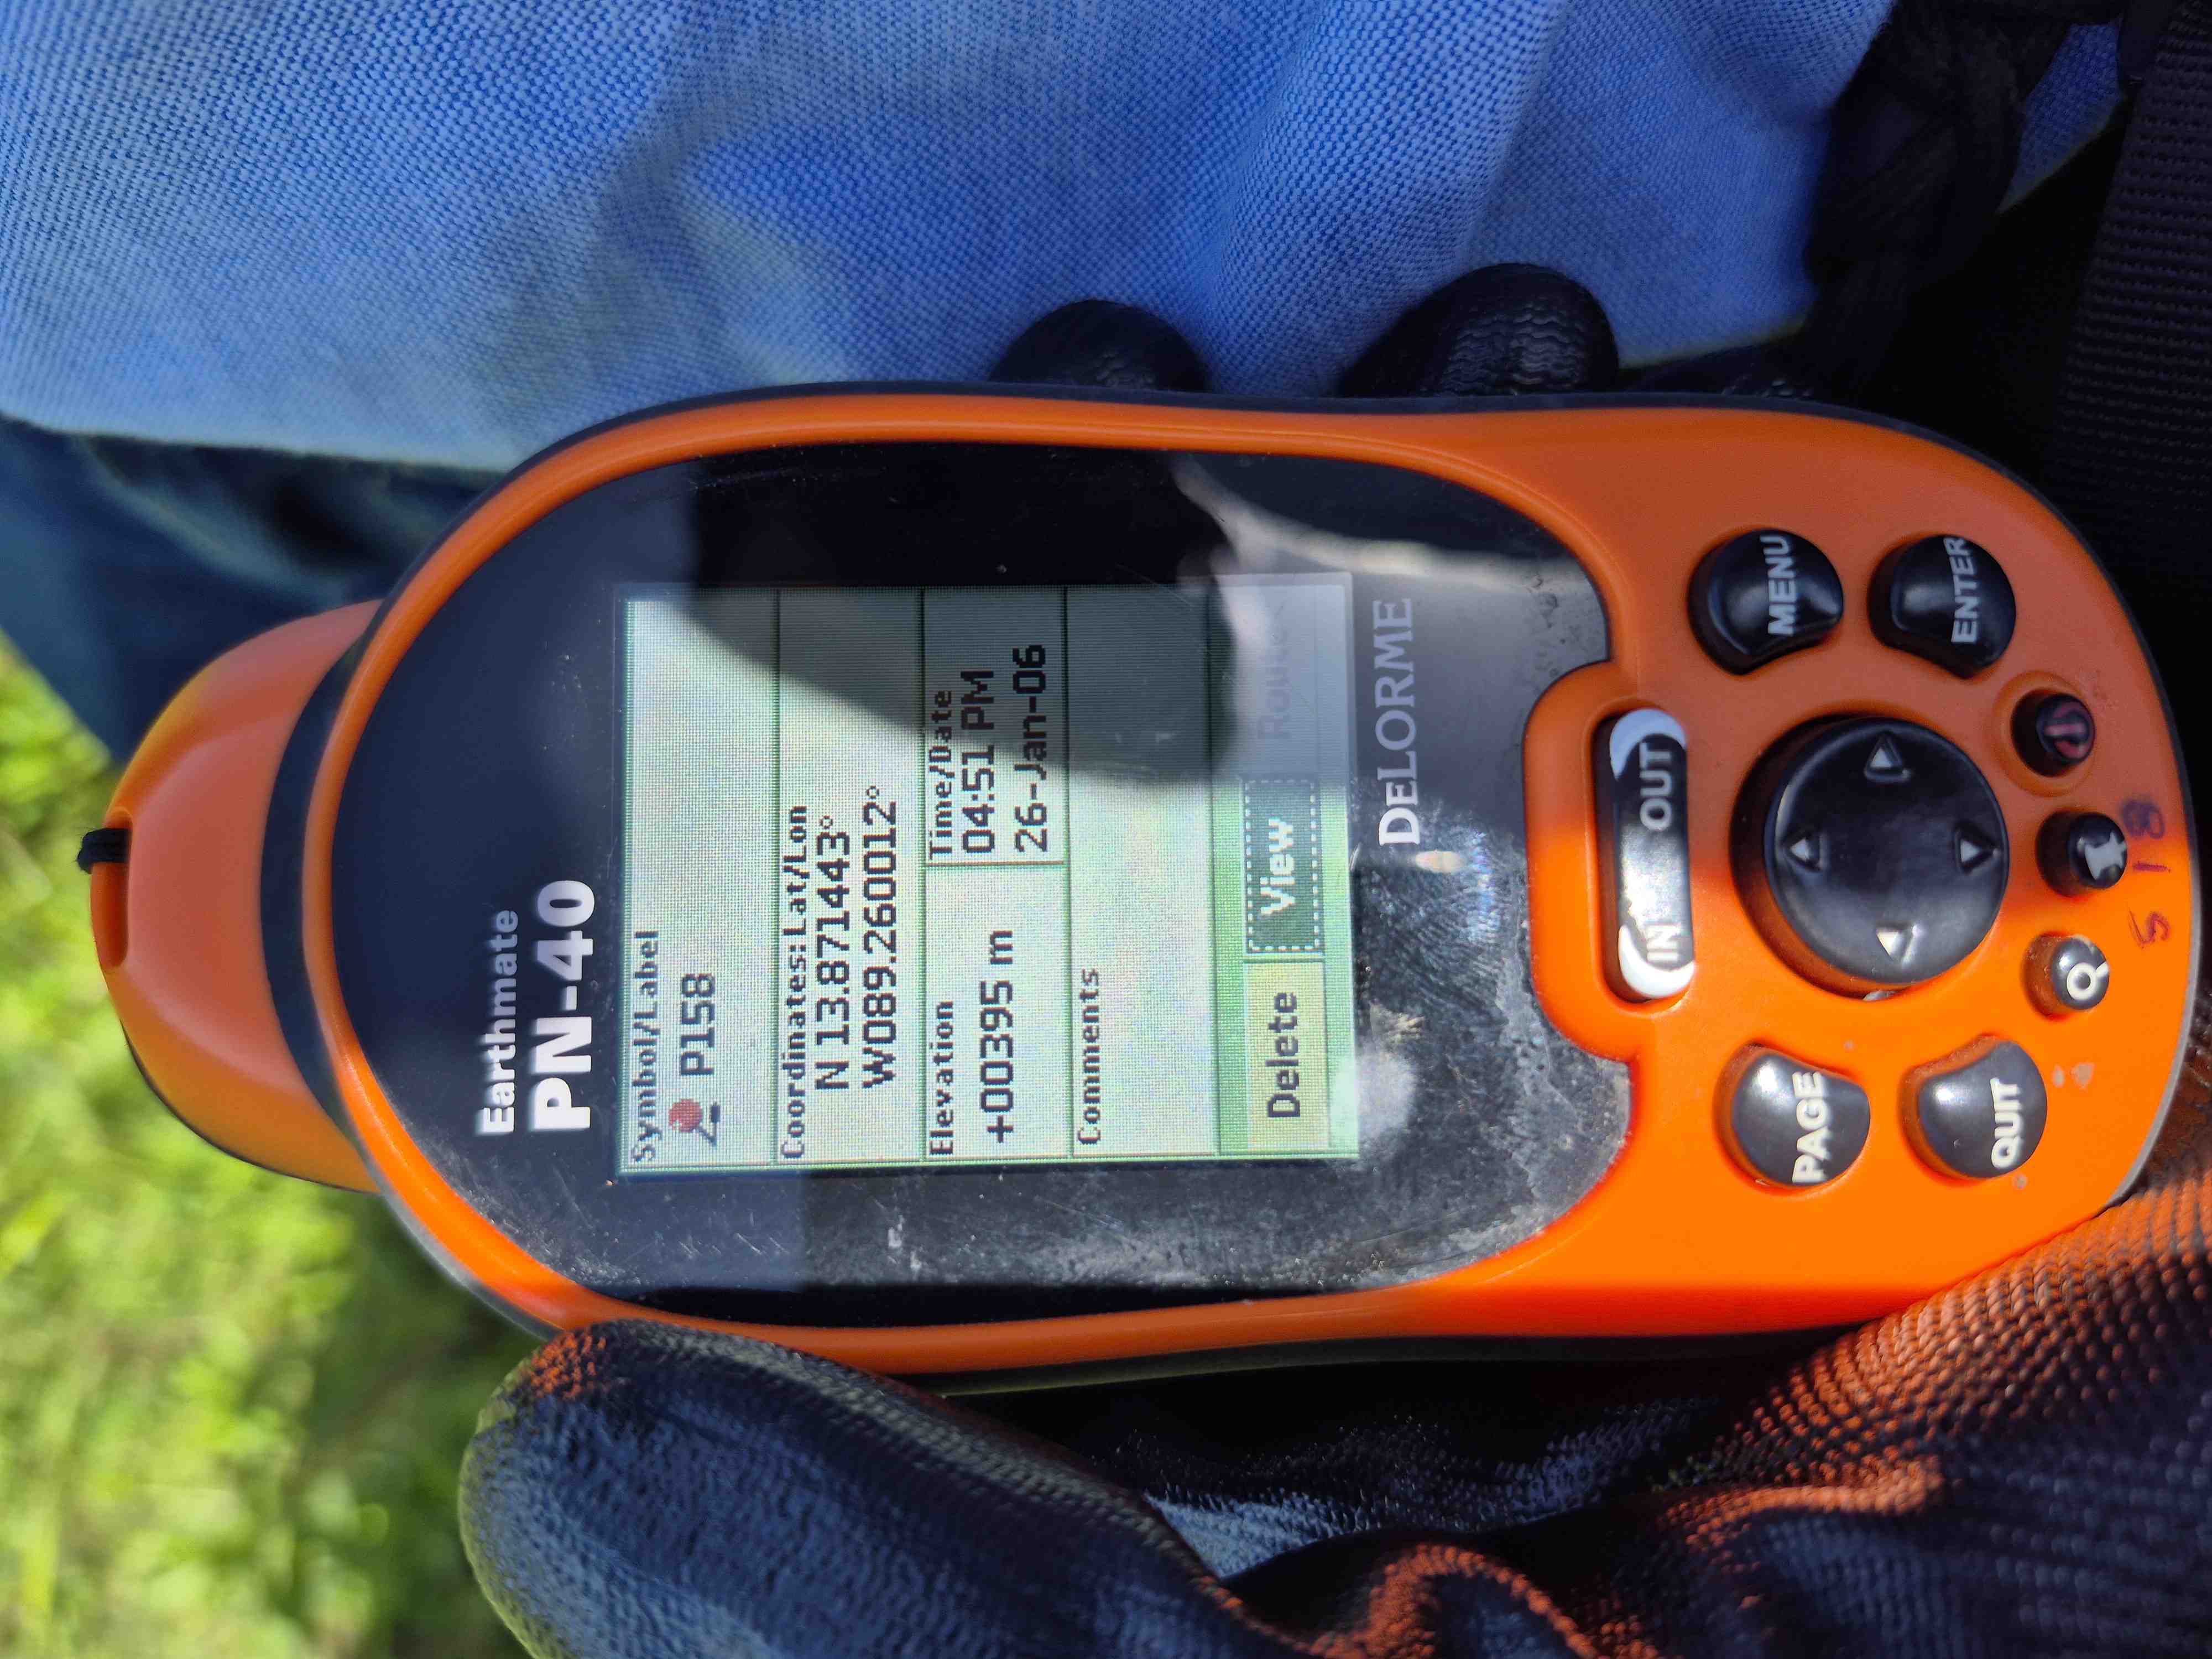 Earthmate
PN-40
Symbol/Label
P158
Coordinates:Lat/Lon
N 13.871443°
W089.260012°
Elevation
+00395 m
Time/Date
04:51 PM
26-Jan-06
Comments
Delete
View
Route
DELORME
IN
OUT
PAGE
MENU
QUIT
ENTER
518